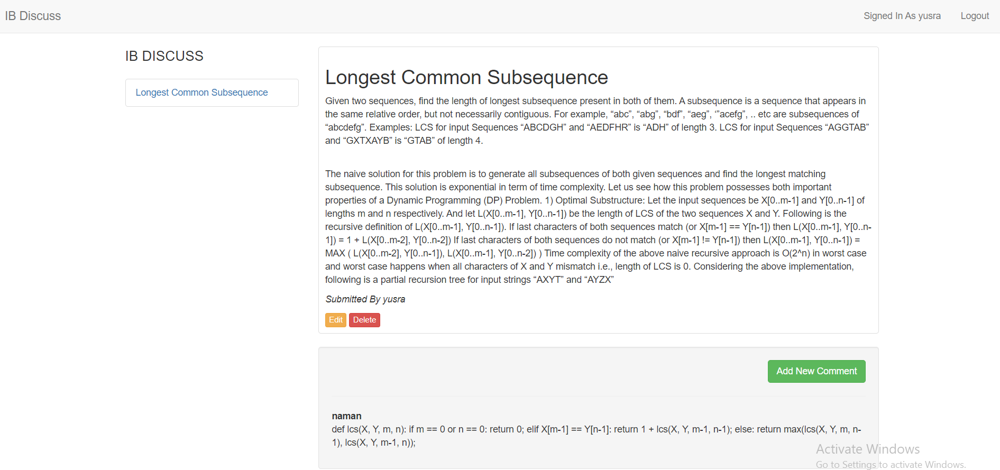 IB Discuss
Signed In As yusra
Logout
IB DISCUSS
Longest Common Subsequence
Longest Common Subsequence
Given two sequences, find the length of longest subsequence present in both of them. A subsequence is a sequence that appears in
the same relative order, but not necessarily contiguous. For example, “abc”, “abg”, “bdf”, “aeg”, ‘”acefg”, .. etc are subsequences of
“abcdefg”. Examples: LCS for input Sequences “ABCDGH” and “AEDFHR” is “ADH” of length 3. LCS for input Sequences “AGGTAB”
and “GXTXAYB” is “GTAB” of length 4.
The naive solution for this problem is to generate all subsequences of both given sequences and find the longest matching
subsequence. This solution is exponential in term of time complexity. Let us see how this problem possesses both important
properties of a Dynamic Programming (DP) Problem. 1) Optimal Substructure: Let the input sequences be X[0..m-1] and Y[0..n-1] of
lengths m and n respectively. And let L(X[0..m-1], Y[0..n-1]) be the length of LCS of the two sequences X and Y. Following is the
recursive definition of L(X[0..m-1], Y[0..n-1]). If last characters of both sequences match (or X[m-1] == Y[n-1]) then L(X[0..m-1], Y[0..n-
1]) = 1 + L(X[0..m-2], Y[0..n-2]) If last characters of both sequences do not match (or X[m-1] != Y[n-1]) then L(X[0..m-1], Y[0..n-1]) =
MAX ( L(X[0..m-2], Y[0..n-1]), L(X[0..m-1], Y[0..n-2]) ) Time complexity of the above naive recursive approach is O(2^n) in worst case
and worst case happens when all characters of X and Y mismatch i.e., length of LCS is 0. Considering the above implementation,
following is a partial recursion tree for input strings “AXYT” and “AYZX”
Submitted By yusra
Edit
Delete
Add New Comment
naman
def lcs(X, Y, m, n): if m == 0 or n == 0: return 0; elif X[m-1] == Y[n-1]: return 1 + lcs(X, Y, m-1, n-1); else: return max(lcs(X, Y, m, n-
1), lcs(X, Y, m-1, n));
Activate Windows
Go to Settings to activate Windows.